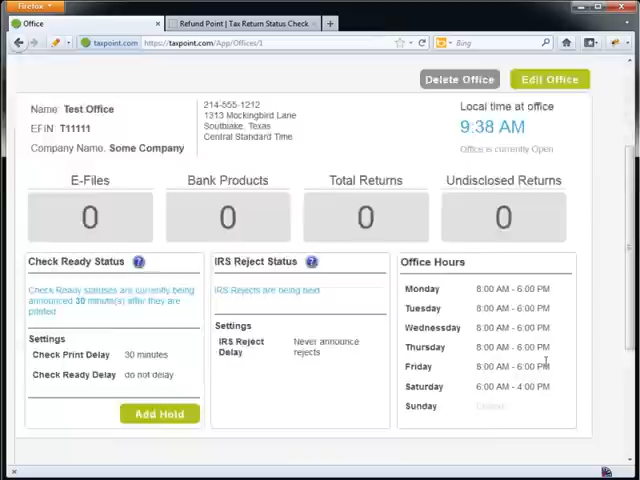 Firefox
Office
Refund Point | Tax Return Status Check
taxpoint.com
https://taxpoint.com/App/Offices/1
Bing
Delete Office
Edit Office
Name: Test Office
EFIN: T11111
Company Name: Some Company
214-555-1212
1313 Mockingbird Lane
Southlake, Texas
Central Standard Time
Local time at office
9:38 AM
Office is currently Open
E-Files
Bank Products
Total Returns
Undisclosed Returns
0
0
0
0
Check Ready Status
Check Ready statuses are currently being
announced 30 minute(s) after they are
printed
Settings
Check Print Delay 30 minutes
Check Ready Delay do not delay
Add Hold
IRS Reject Status
IRS Rejects are being held
Settings
IRS Reject Delay
Never announce rejects
Office Hours
Monday 8:00 AM - 6:00 PM
Tuesday 8:00 AM - 6:00 PM
Wednessday 8:00 AM - 6:00 PM
Thursday 8:00 AM - 6:00 PM
Friday 8:00 AM - 6:00 PM
Saturday 6:00 AM - 4:00 PM
Sunday